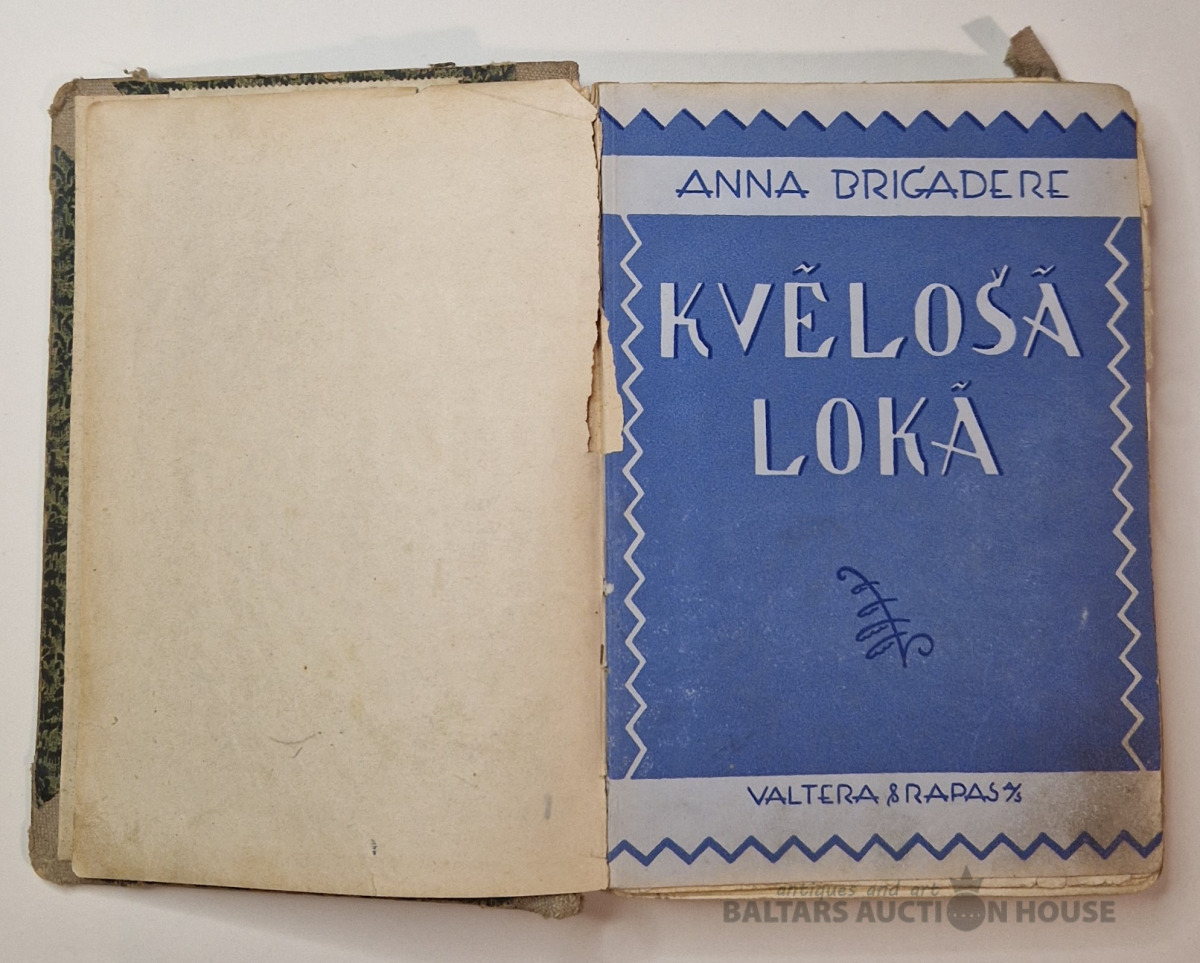 ANNA BRIGADERE
KVĒLOŠĀ
LOKĀ
VALTERA & RAPAS A/S
antiques and art
BALTARS AUCTION HOUSE